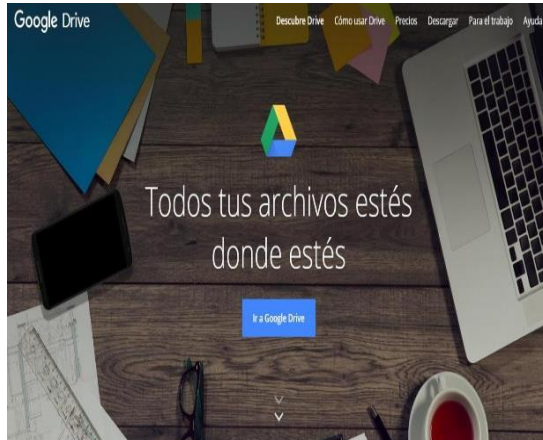 Google Drive
Descubre Drive Cómo usar Drive Precios Descargar Para el trabajo Ayuda
Todos tus archivos estés
donde estés
Ir a Google Drive